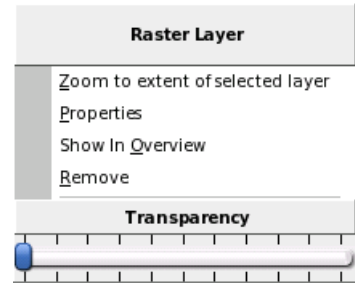 Raster Layer
Zoom to extent of selected layer
Properties
Show In Overview
Remove
Transparency